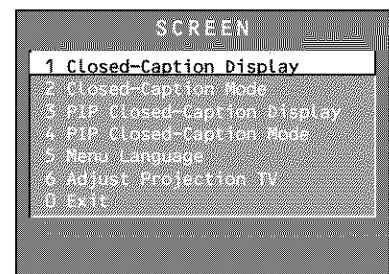 SCREEN
1 Closed-Caption Display
2 Closed-Caption Mode
3 PIP Closed-Caption Display
4 PIP Closed-Caption Mode
5 Menu Language
6 Adjust Projection TV
0 Exit